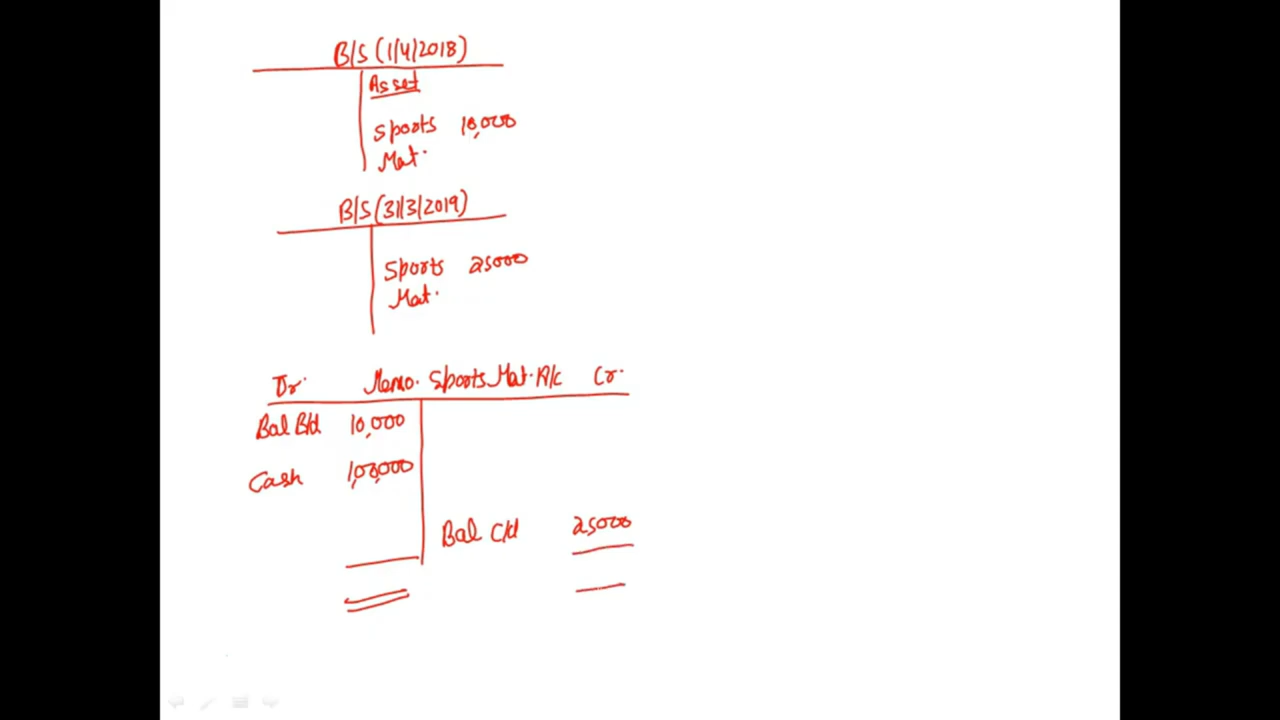 B/S (1/4/2018)
Asset
Sports 10,000
Mat.
B/S (31/3/2019)
Sports 25000
Mat.
Dr. Memo. Sports Mat. A/c Cr.
Bal B/d 10,000
Cash 1,00,000
Bal C/d 25000